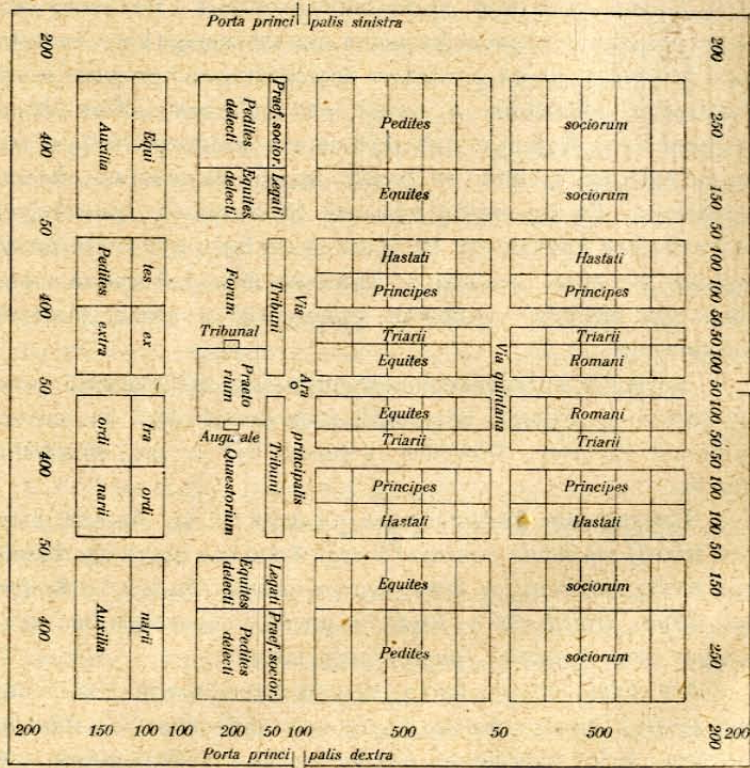 Porta princi palis sinistra
200
200
Auxilia
Equi
400
Pedites delecti
Praef. socior.
Equites delecti
Legati
Pedites
sociorum
250
Equites
sociorum
150
50
50
Pedites
tes
Forum
Tribuni
Via
Hastati
Hastati
100
Principes
Principes
100
400
extra
ex
Tribunal
Triarii
Triarii
50
50
Equites
Romani
100
Via quintana
Praeto
rium
Ara
50
50
ordi
tra
Augu ale
Tribuni
principalis
Equites
Romani
100
Triarii
Triarii
50
50
400
narii
ordi
Quaestorium
Principes
Principes
100
Hastati
Hastati
100
50
50
Auxilia
narii
400
Equites delecti
Legati
Pedites delecti
Praef. socior.
Equites
sociorum
150
Pedites
sociorum
250
200 150 100 100 200 50 100 500 50 500 200 200
Porta princi palis dextra